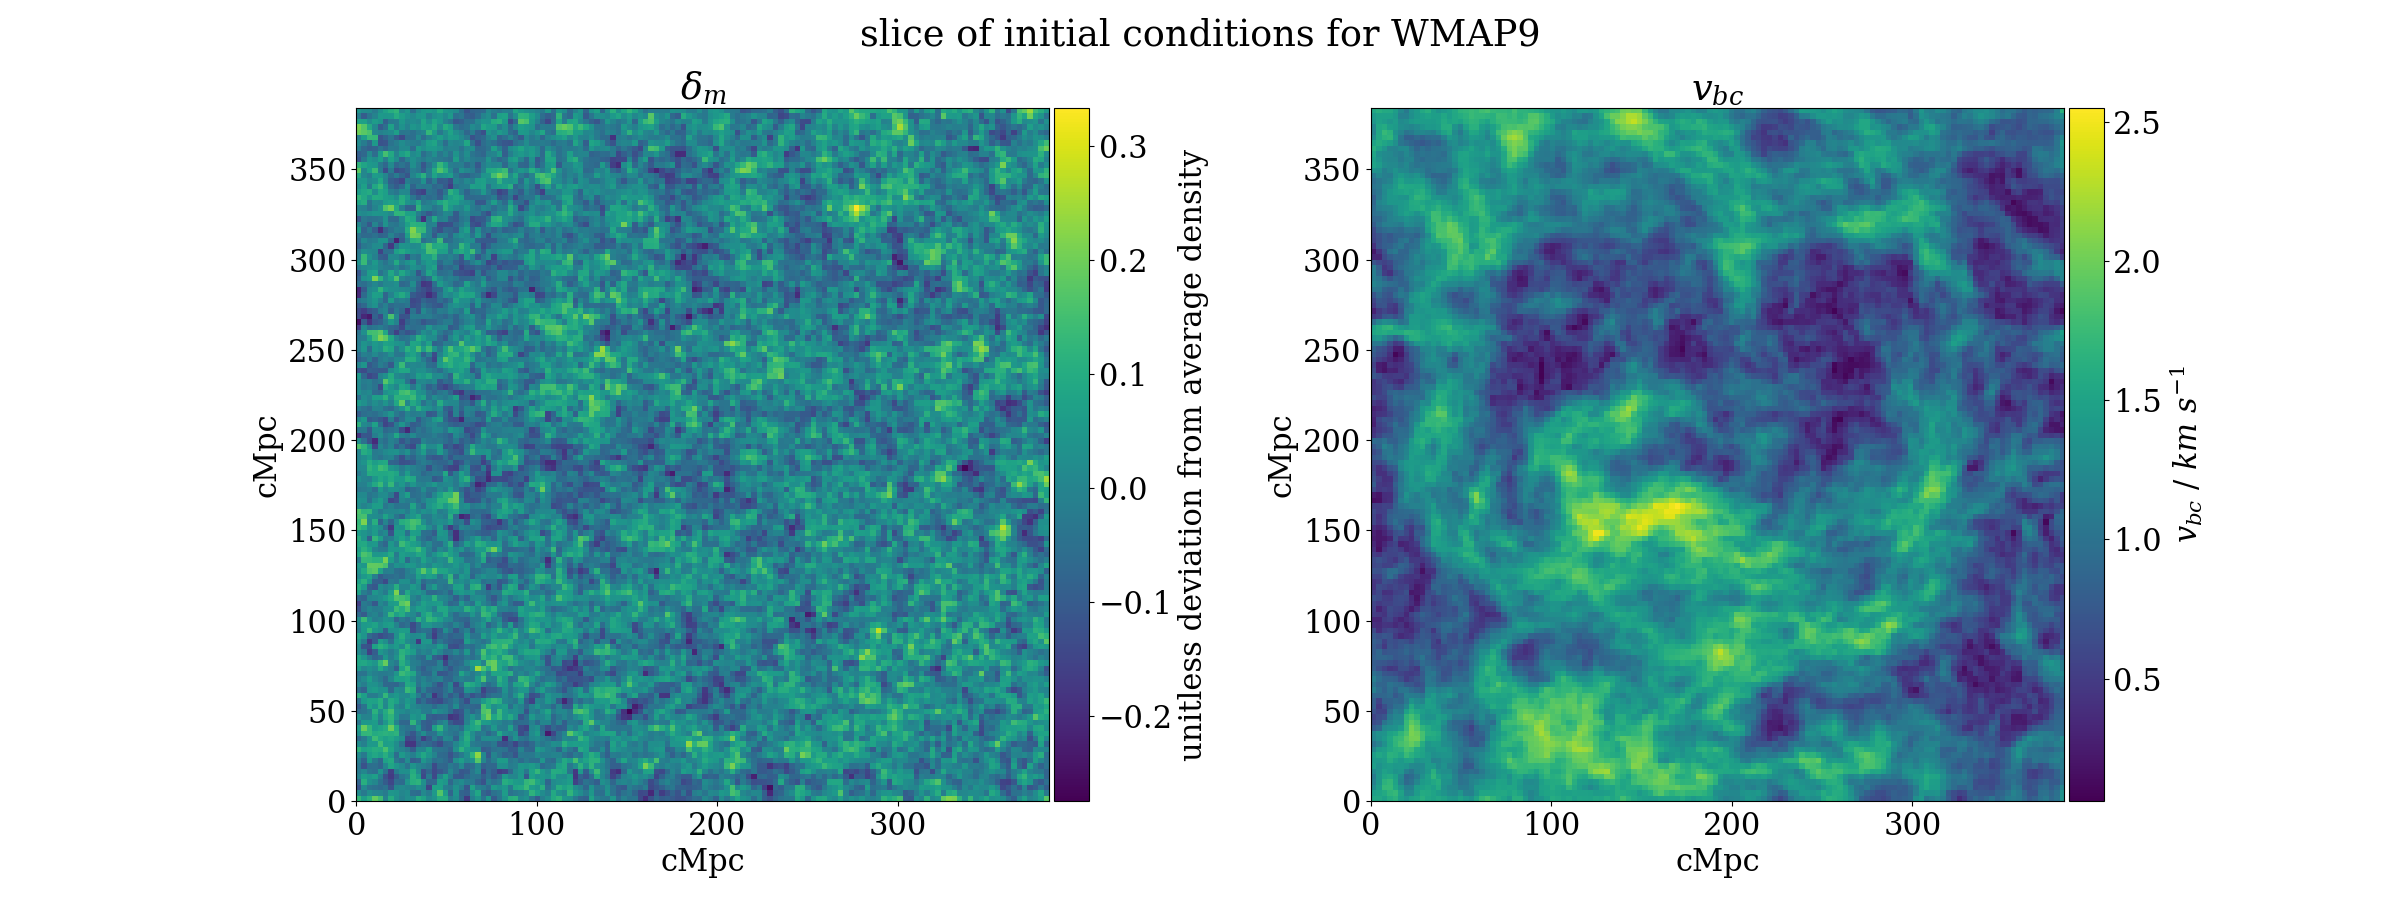 slice of initial conditions for WMAP9
δm
350
300
250
200
150
100
50
0
0 100 200 300
cMpc
cMpc
0.3
0.2
0.1
0.0
−0.1
−0.2
unitless deviation from average density
vbc
350
300
250
200
150
100
50
0
0 100 200 300
cMpc
cMpc
2.5
2.0
1.5
1.0
0.5
vbc / km s⁻¹